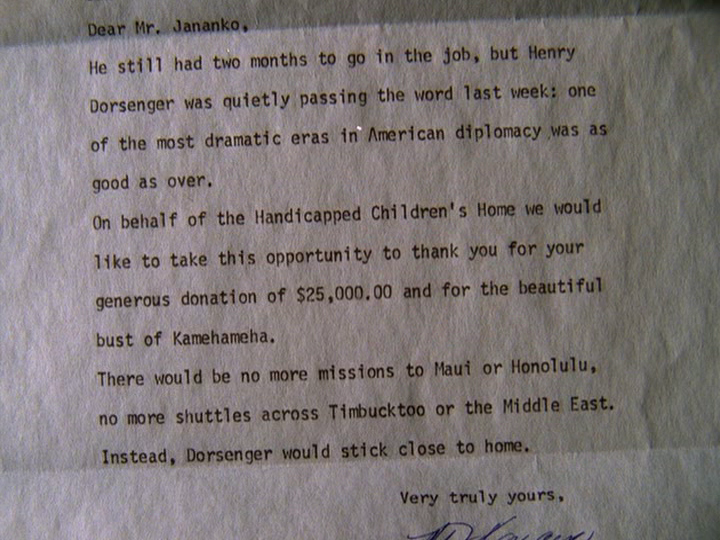 Dear Mr. Jananko,
He still had two months to go in the job, but Henry
Dorsenger was quietly passing the word last week: one
of the most dramatic eras in American diplomacy was as
good as over.
On behalf of the Handicapped Children's Home we would
like to take this opportunity to thank you for your
generous donation of $25,000.00 and for the beautiful
bust of Kamehameha.
There would be no more missions to Maui or Honolulu,
no more shuttles across Timbucktoo or the Middle East.
Instead, Dorsenger would stick close to home.
Very truly yours,